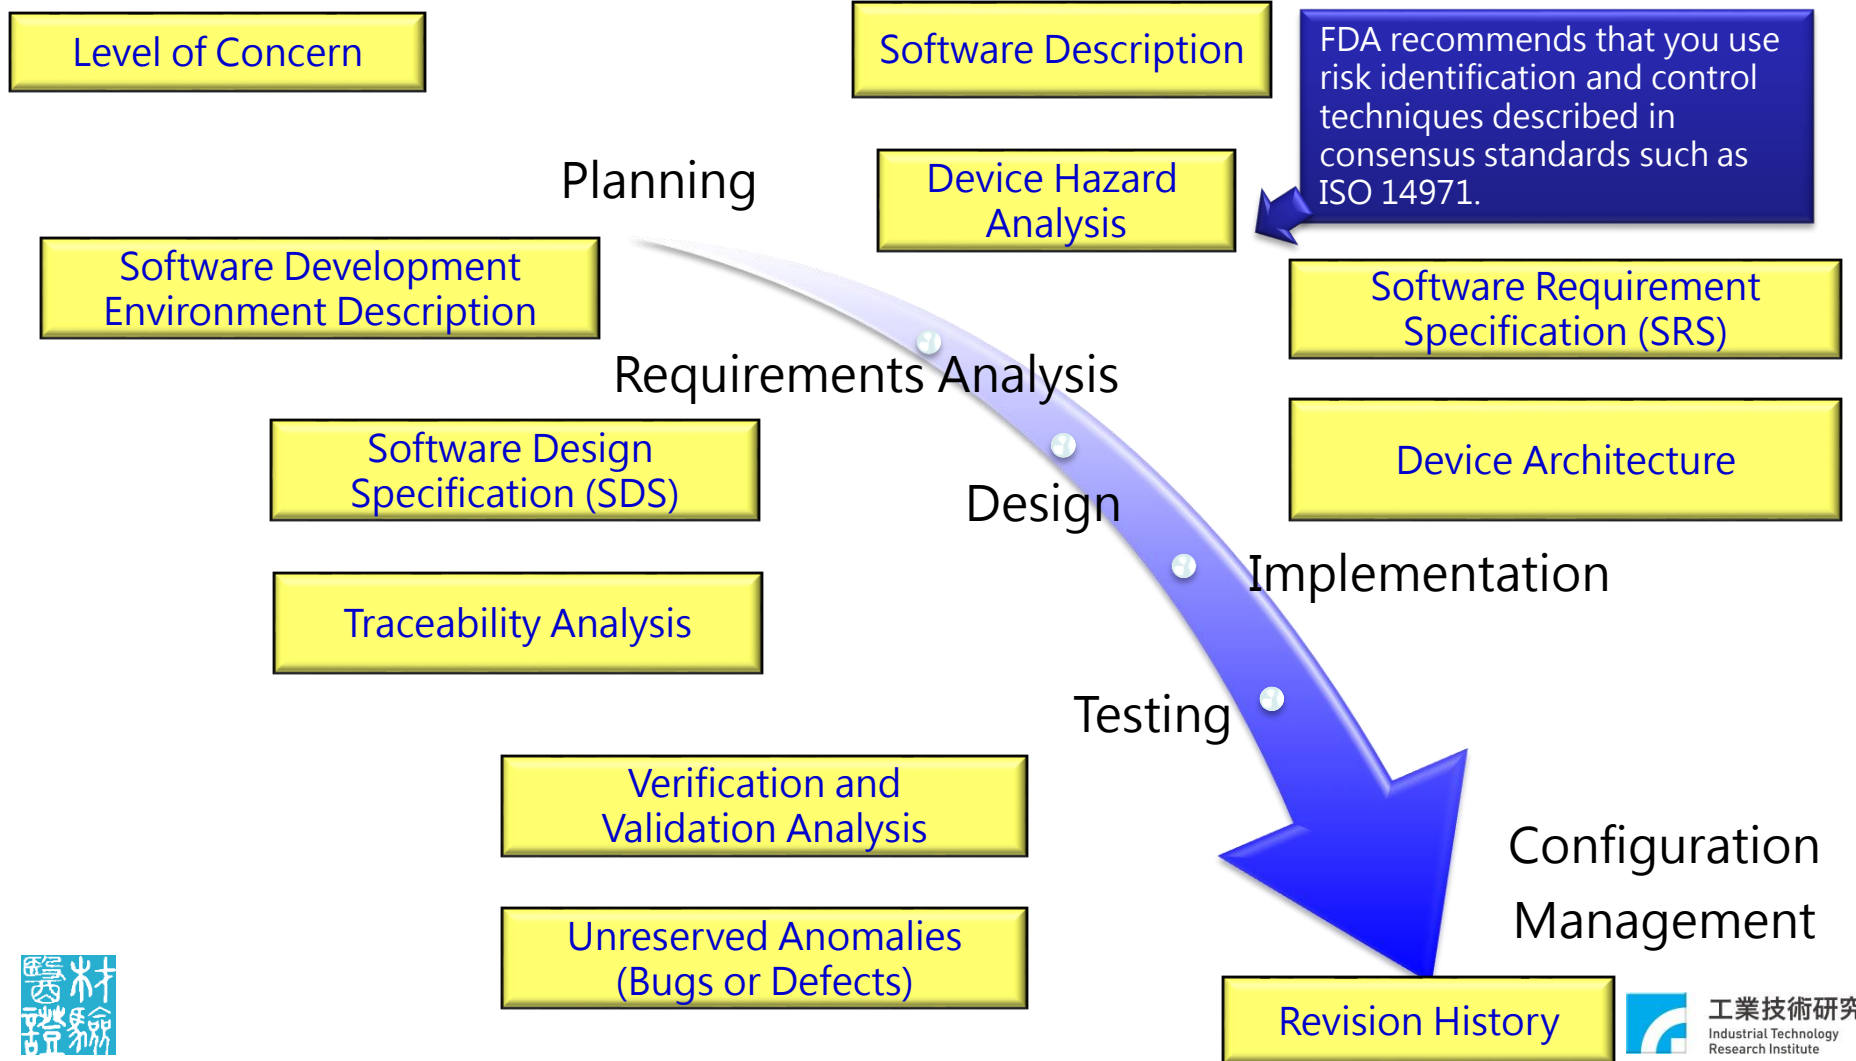 Level of Concern
Software Description
FDA recommends that you use
risk identification and control
techniques described in
consensus standards such as
ISO 14971.
Planning
Device Hazard
Analysis
Software Development
Environment Description
Software Requirement
Specification (SRS)
Requirements Analysis
Software Design
Specification (SDS)
Device Architecture
Design
Implementation
Traceability Analysis
Testing
Verification and
Validation Analysis
Configuration
Management
Unreserved Anomalies
(Bugs or Defects)
Revision History
醫材
證驗
工業技術研究
Industrial Technology
Research Institute